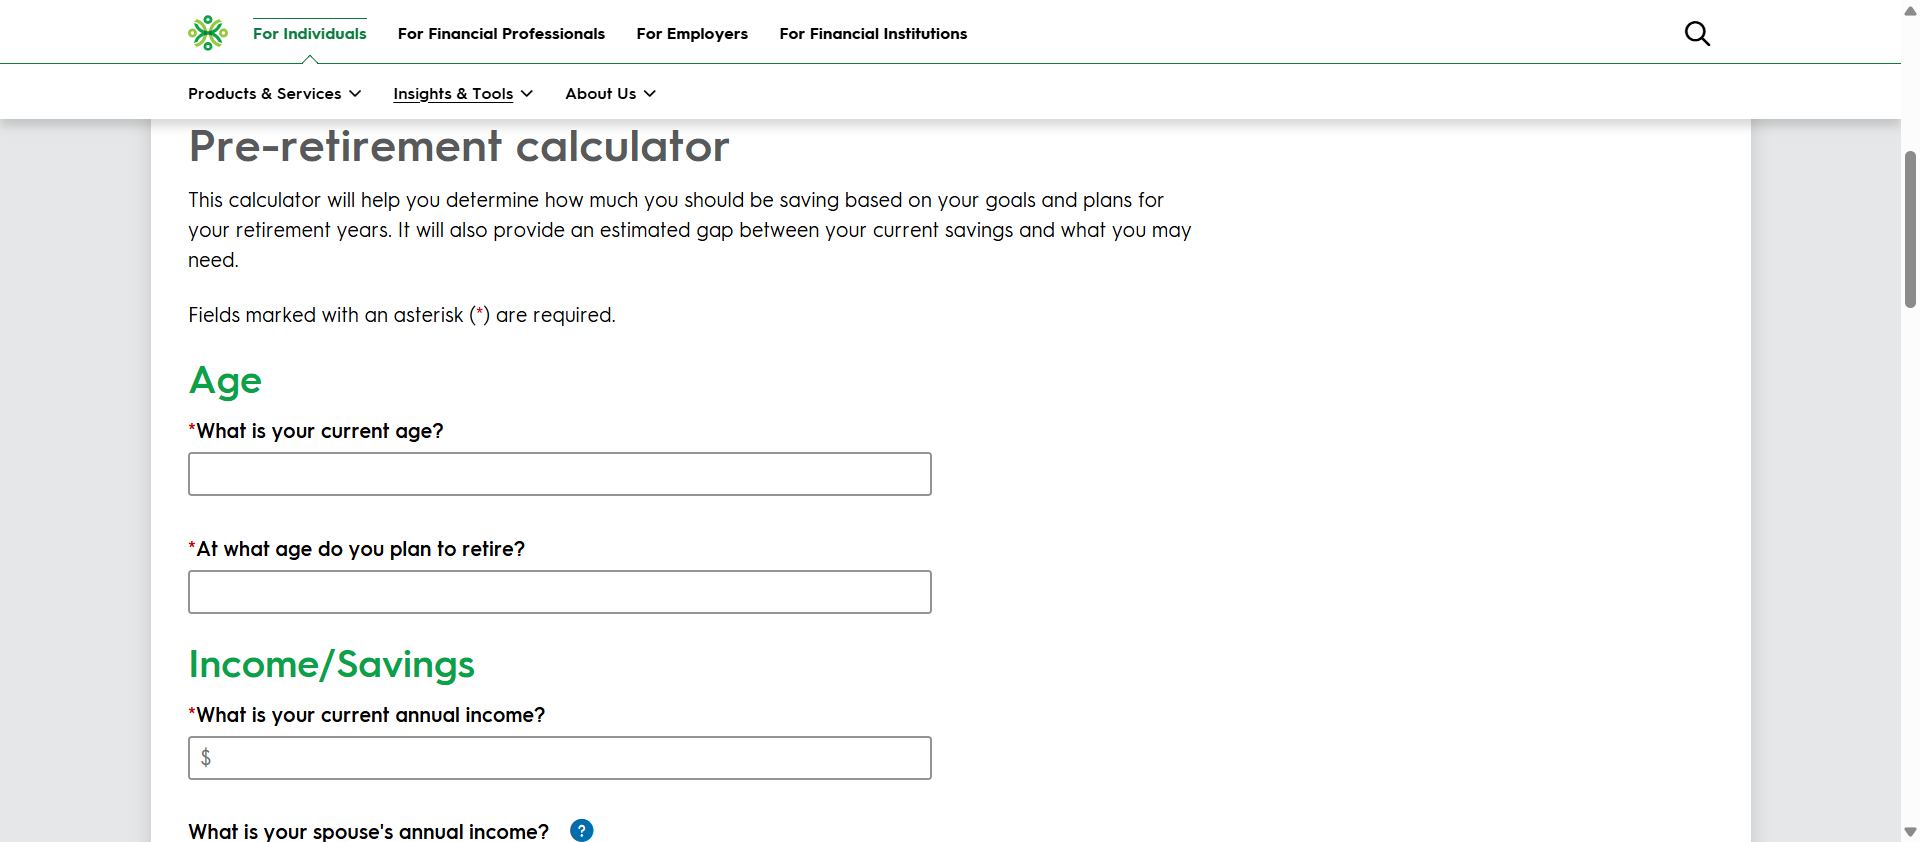 For Individuals For Financial Professionals For Employers For Financial Institutions
Products & Services Insights & Tools About Us
Pre-retirement calculator
This calculator will help you determine how much you should be saving based on your goals and plans for
your retirement years. It will also provide an estimated gap between your current savings and what you may
need.
Fields marked with an asterisk (*) are required.
Age
*What is your current age?
*At what age do you plan to retire?
Income/Savings
*What is your current annual income?
$
What is your spouse's annual income? ?